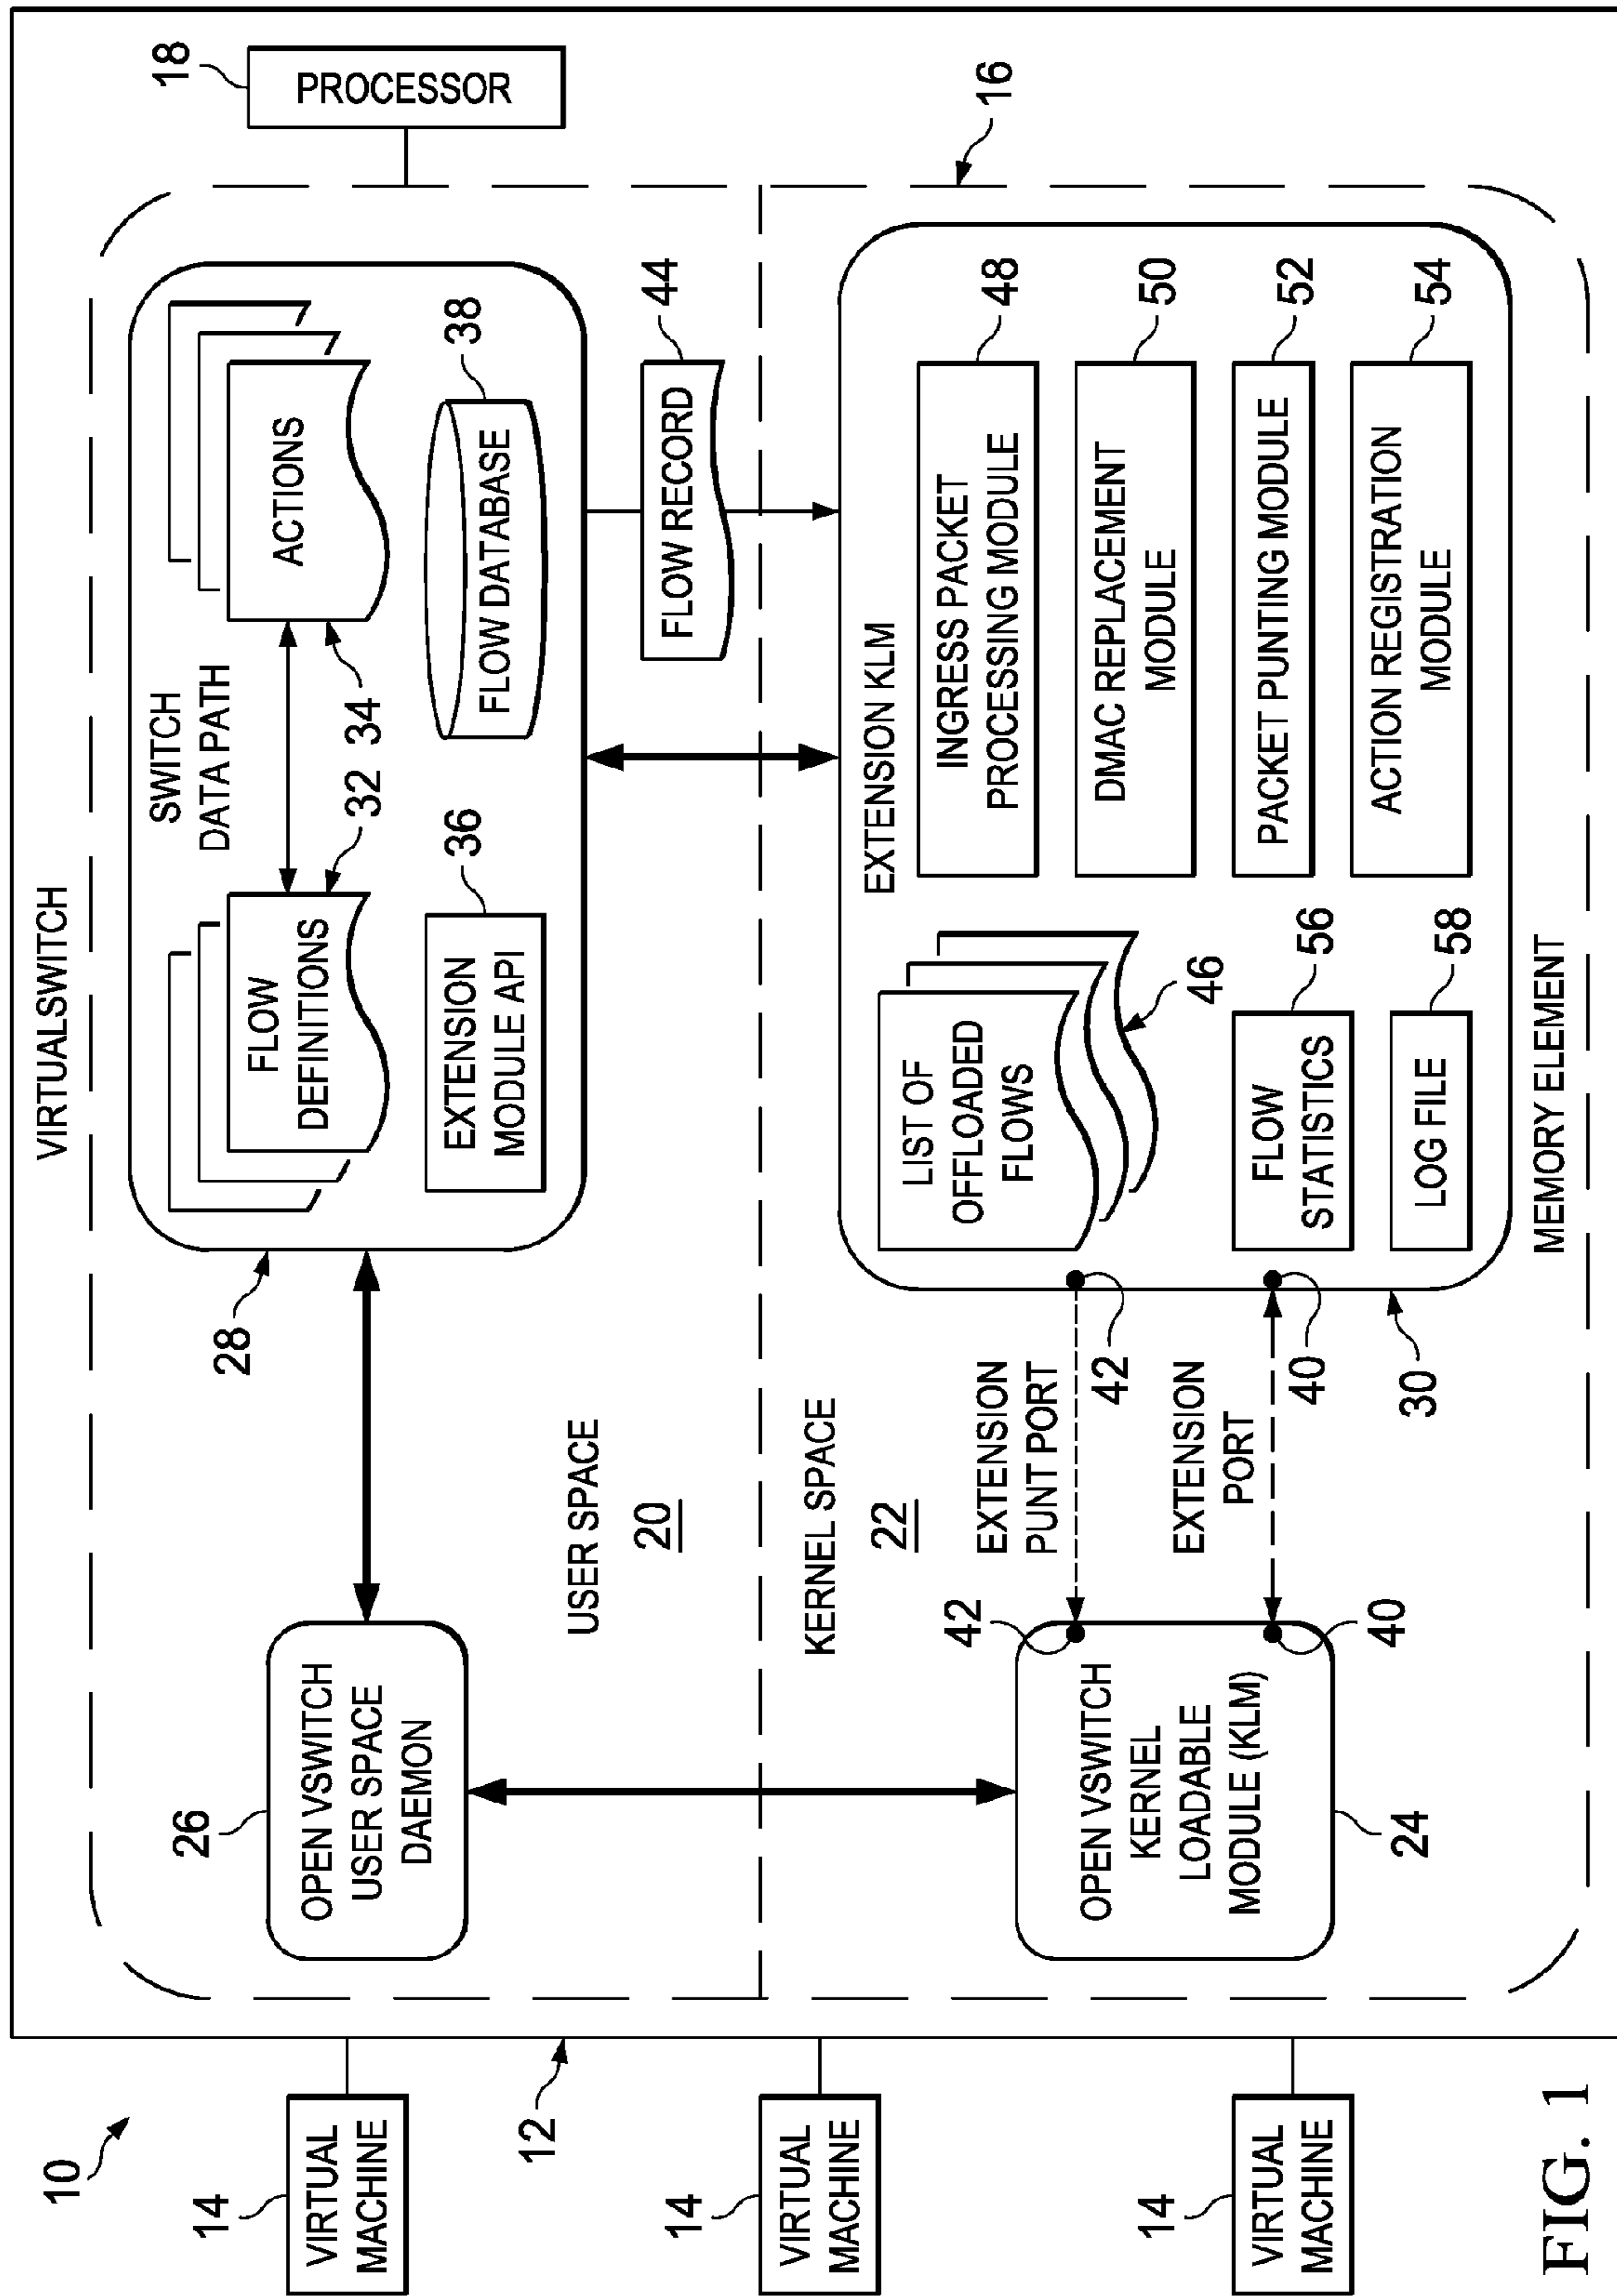 10
VIRTUALSWITCH
18
PROCESSOR
26
OPEN VSWITCH
USER SPACE
DAEMON
28
FLOW
DEFINITIONS
SWITCH
DATA PATH
32
34
ACTIONS
EXTENSION
MODULE API
36
FLOW DATABASE
38
14
VIRTUAL
MACHINE
USER SPACE
20
FLOW RECORD
44
12
14
VIRTUAL
MACHINE
KERNEL SPACE
22
16
EXTENSION KLM
42
EXTENSION
PUNT PORT
42
LIST OF
OFFLOADED
FLOWS
46
INGRESS PACKET
PROCESSING MODULE
48
DMAC REPLACEMENT
MODULE
50
OPEN VSWITCH
KERNEL
LOADABLE
MODULE (KLM)
24
40
EXTENSION
PORT
40
30
FLOW
STATISTICS
56
PACKET PUNTING MODULE
52
LOG FILE
58
ACTION REGISTRATION
MODULE
54
14
VIRTUAL
MACHINE
MEMORY ELEMENT
FIG. 1